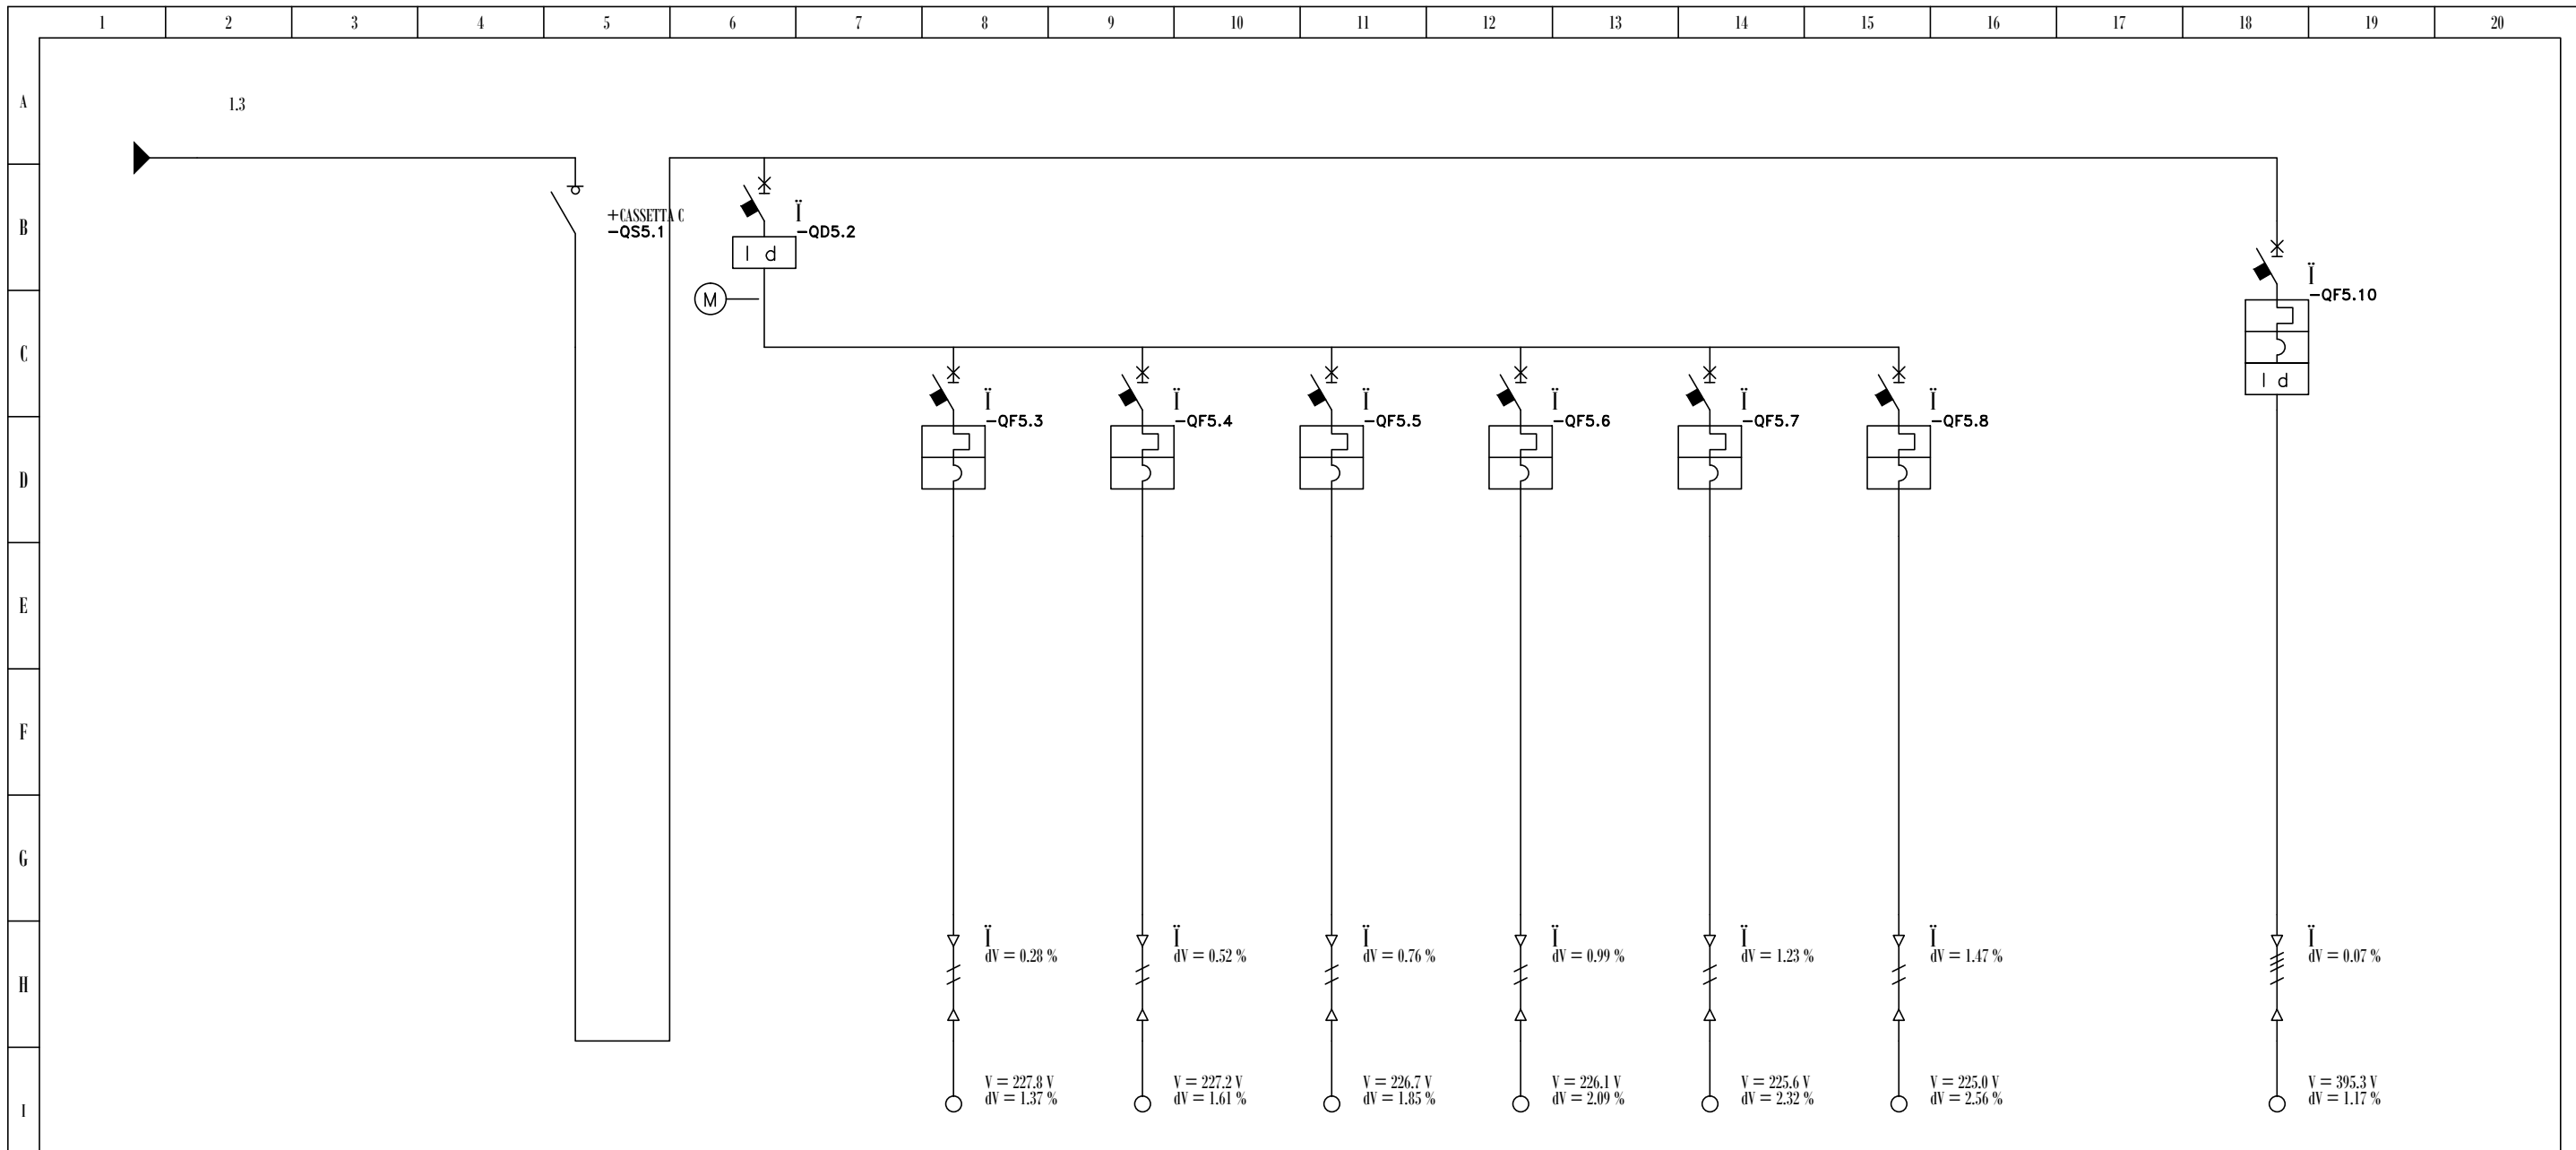 1 2 3 4 5 6 7 8 9 10 11 12 13 14 15 16 17 18 19 20
A
1.3
B
+CASSETTA C
-QS5.1
Ï
-QD5.2
I d
Ï
-QF5.10
M
C
I d
Ï
-QF5.3
Ï
-QF5.4
Ï
-QF5.5
Ï
-QF5.6
Ï
-QF5.7
Ï
-QF5.8
D
E
F
G
H
Ï
dV = 0.28 %
Ï
dV = 0.52 %
Ï
dV = 0.76 %
Ï
dV = 0.99 %
Ï
dV = 1.23 %
Ï
dV = 1.47 %
Ï
dV = 0.07 %
I
V = 227.8 V
dV = 1.37 %
V = 227.2 V
dV = 1.61 %
V = 226.7 V
dV = 1.85 %
V = 226.1 V
dV = 2.09 %
V = 225.6 V
dV = 2.32 %
V = 225.0 V
dV = 2.56 %
V = 395.3 V
dV = 1.17 %